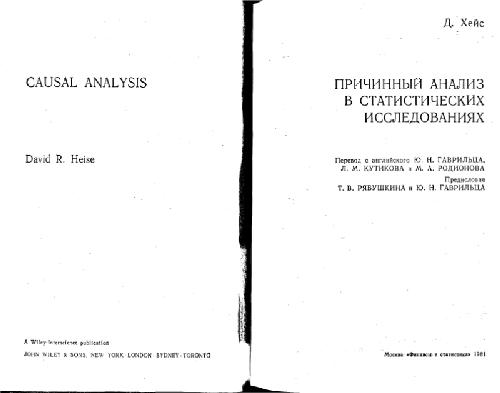 CAUSAL ANALYSIS
David R. Heise
A Wiley-Interscience publication
JOHN WILEY & SONS, NEW YORK LONDON SYDNEY-TORONTO
Д. Хейс
ПРИЧИННЫЙ АНАЛИЗ
В СТАТИСТИЧЕСКИХ
ИССЛЕДОВАНИЯХ
Перевод с английского Ю. Н. ГАВРИЛЬЦА,
Л. М. КУТИКОВА и М. А. РОДИОНОВА
Предисловие
Т. В. РЯБУШКИНА и Ю. Н. ГАВРИЛЬЦА
Москва «Финансы и статистика» 1981